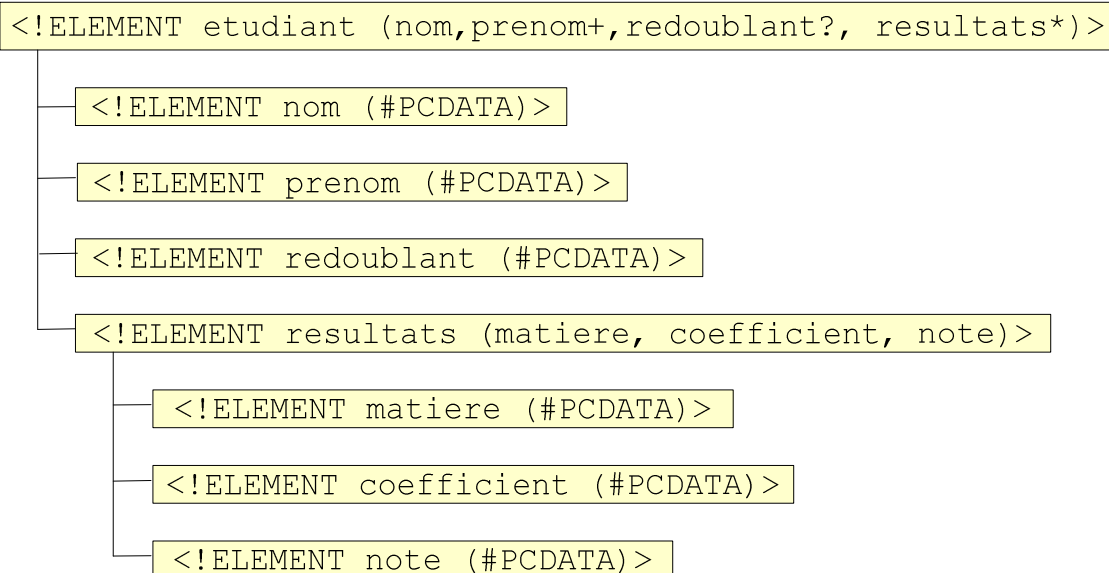 <!ELEMENT etudiant (nom,prenom+,redoublant?, resultats*)>
<!ELEMENT nom (#PCDATA)>
<!ELEMENT prenom (#PCDATA)>
<!ELEMENT redoublant (#PCDATA)>
<!ELEMENT resultats (matiere, coefficient, note)>
<!ELEMENT matiere (#PCDATA)>
<!ELEMENT coefficient (#PCDATA)>
<!ELEMENT note (#PCDATA)>